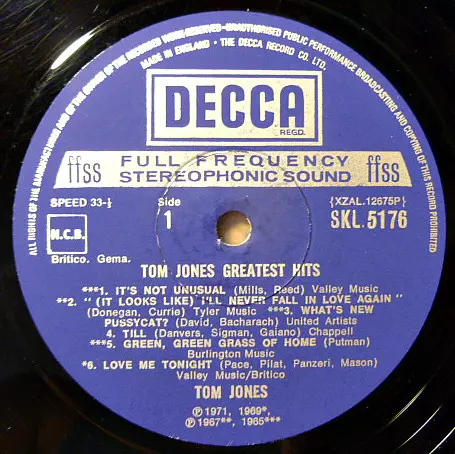 ALL RIGHTS OF THE MANUFACTURER AND OF THE OWNER OF THE RECORDED WORK RESERVED • UNAUTHORISED PUBLIC PERFORMANCE BROADCASTING AND COPYING OF THIS RECORD PROHIBITED
MADE IN ENGLAND • THE DECCA RECORD CO. LTD.
DECCA
REGD.
ffss FULL FREQUENCY STEREOPHONIC SOUND ffss
SPEED 33-⅓ Side 1 {XZAL.12675P}
SKL.5176
M.C.B.
Britico. Gema.
TOM JONES GREATEST HITS
***1. IT'S NOT UNUSUAL (Mills, Reed) Valley Music
**2. "(IT LOOKS LIKE) I'LL NEVER FALL IN LOVE AGAIN"
(Donegan, Currie) Tyler Music ***3. WHAT'S NEW
PUSSYCAT? (David, Bacharach) United Artists
4. TILL (Danvers, Sigman, Gaiano) Chappell
***5. GREEN, GREEN GRASS OF HOME (Putman)
Burlington Music
*6. LOVE ME TONIGHT (Pace, Pilat, Panzeri, Mason)
Valley Music/Britico
TOM JONES
℗ 1971, 1969*,
℗ 1967**, 1965***